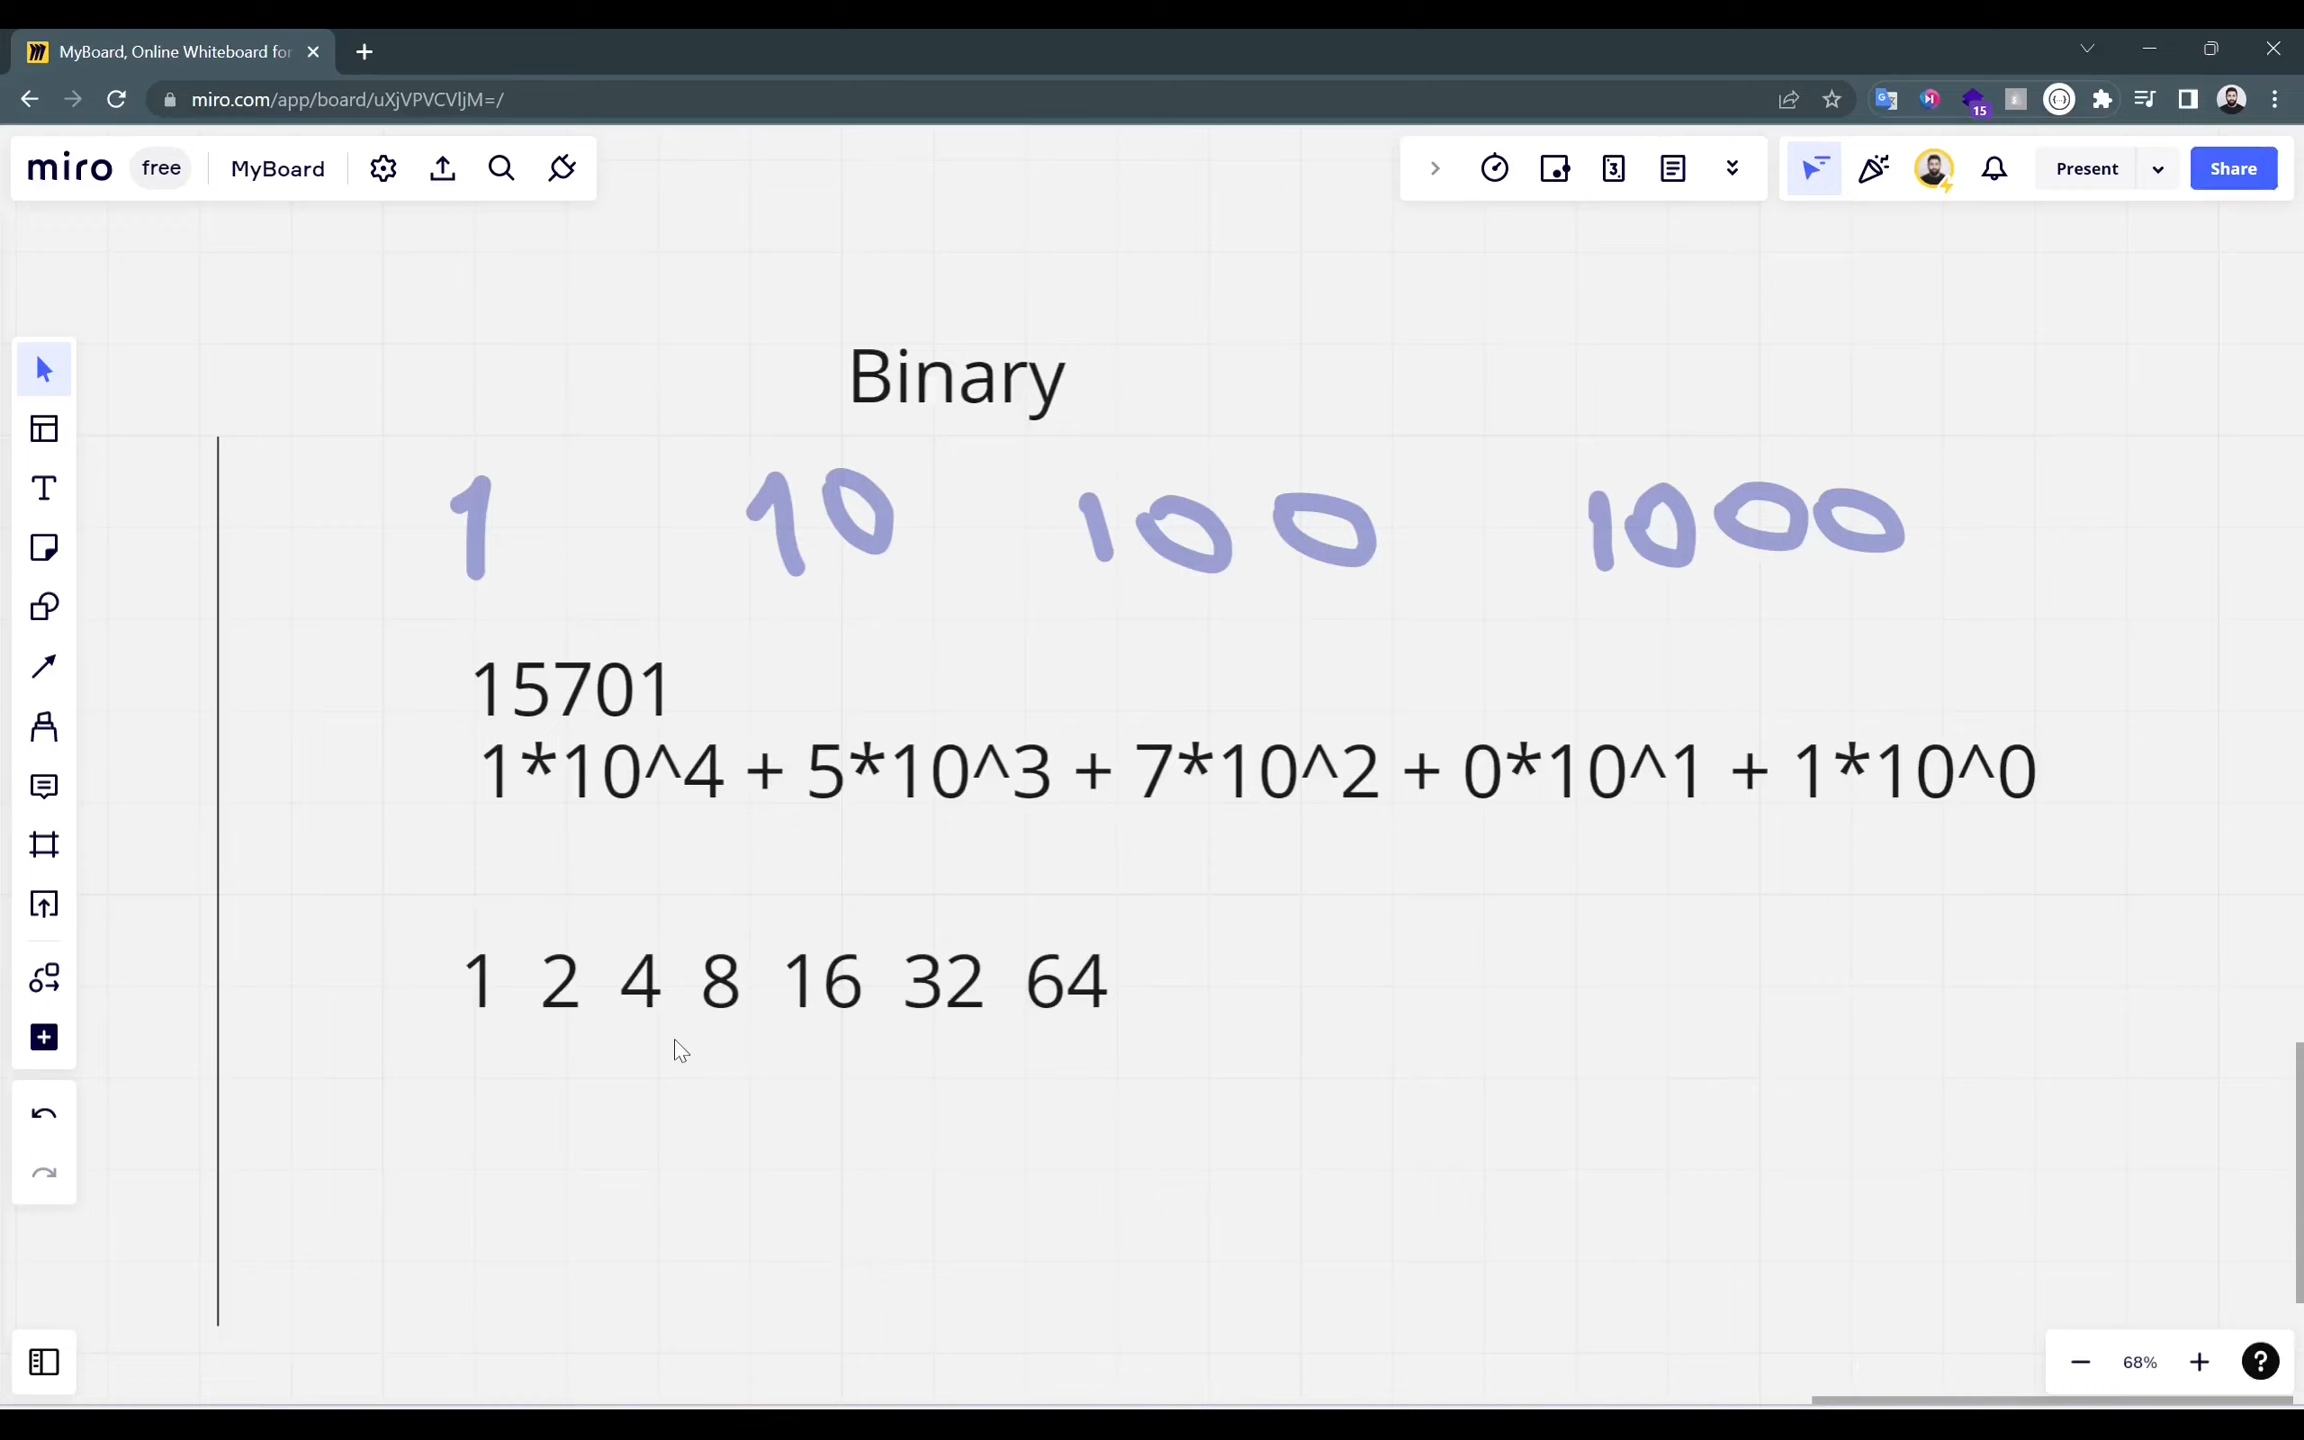 MyBoard, Online Whiteboard for
miro.com/app/board/uXjVPVCVljM=/
15
miro free MyBoard
3
Present
Share
Binary
1 10 100 1000
15701
1*10^4 + 5*10^3 + 7*10^2 + 0*10^1 + 1*10^0
1 2 4 8 16 32 64
68%
?